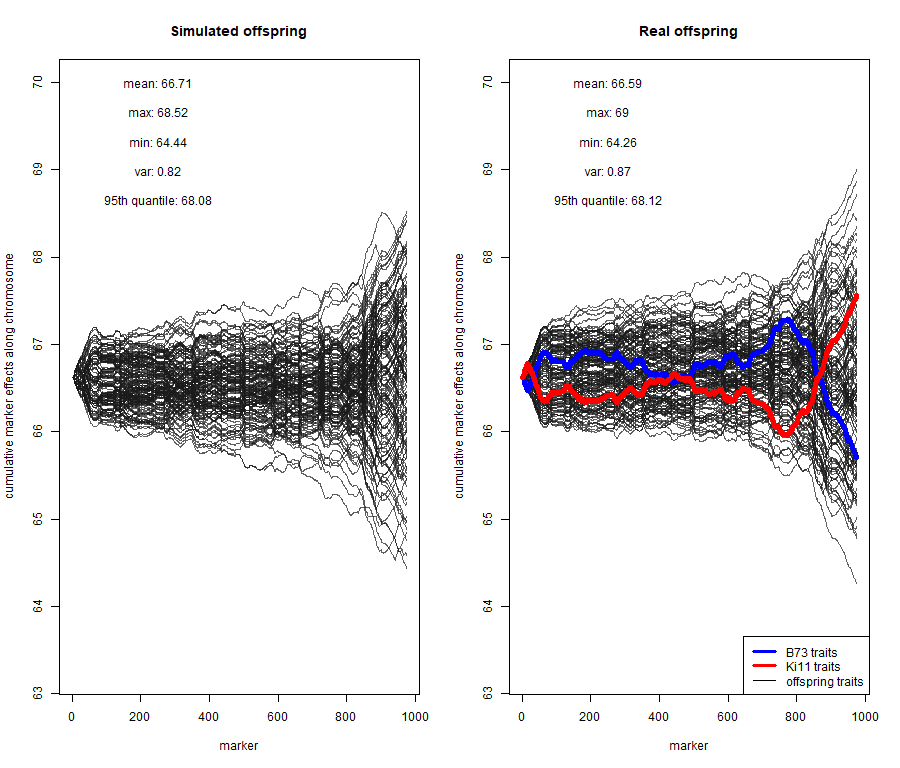 Simulated offspring
mean: 66.71
max: 68.52
min: 64.44
var: 0.82
95th quantile: 68.08
cumulative marker effects along chromosome
70
69
68
67
66
65
64
63
0 200 400 600 800 1000
marker
Real offspring
mean: 66.59
max: 69
min: 64.26
var: 0.87
95th quantile: 68.12
cumulative marker effects along chromosome
70
69
68
67
66
65
64
63
B73 traits
Ki11 traits
offspring traits
0 200 400 600 800 1000
marker